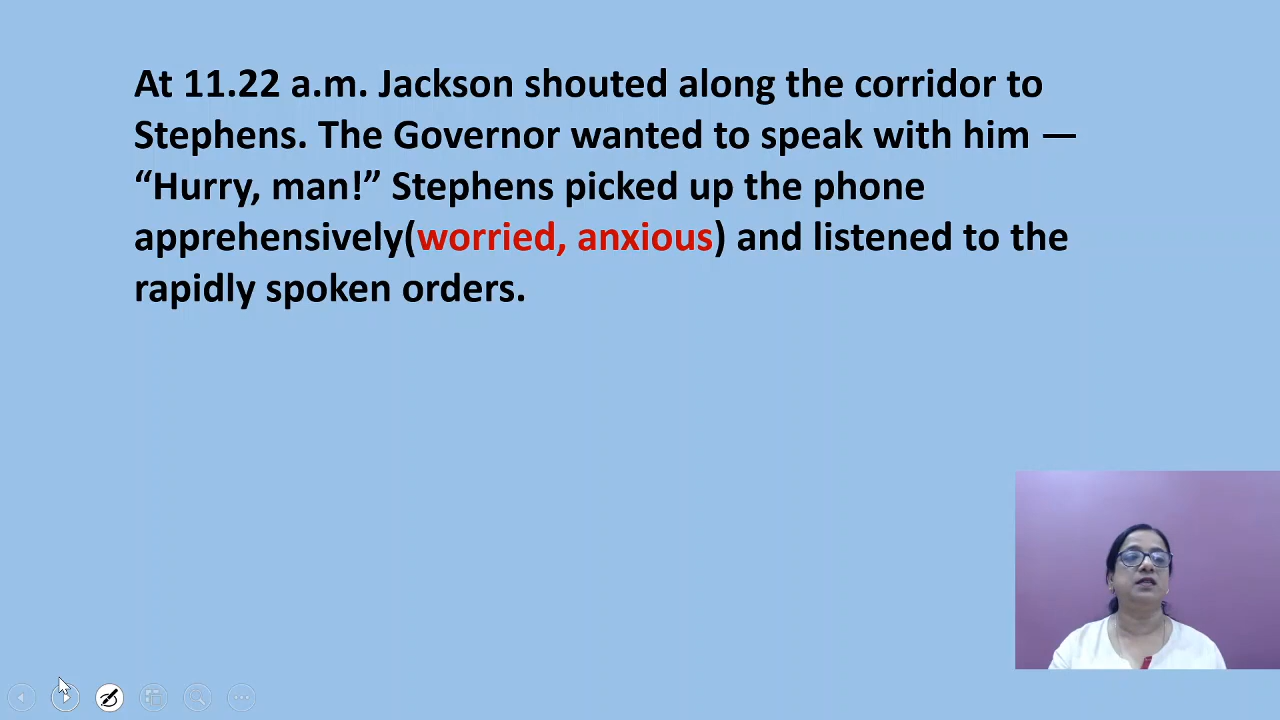 At 11.22 a.m. Jackson shouted along the corridor to
Stephens. The Governor wanted to speak with him —
“Hurry, man!” Stephens picked up the phone
apprehensively(worried, anxious) and listened to the
rapidly spoken orders.